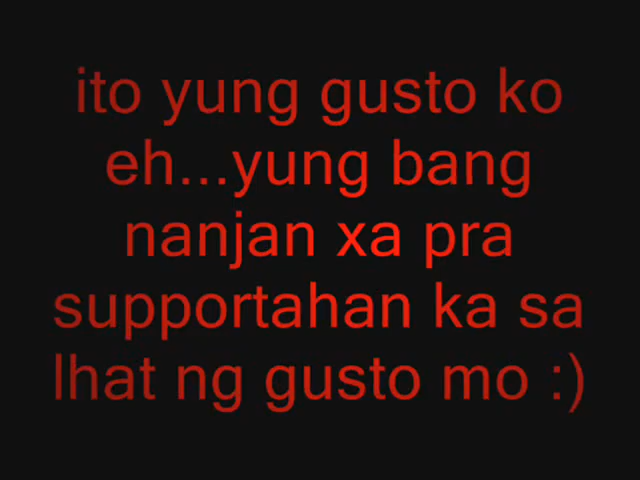 ito yung gusto ko
eh...yung bang
nanjan xa pra
supportahan ka sa
lhat ng gusto mo :)